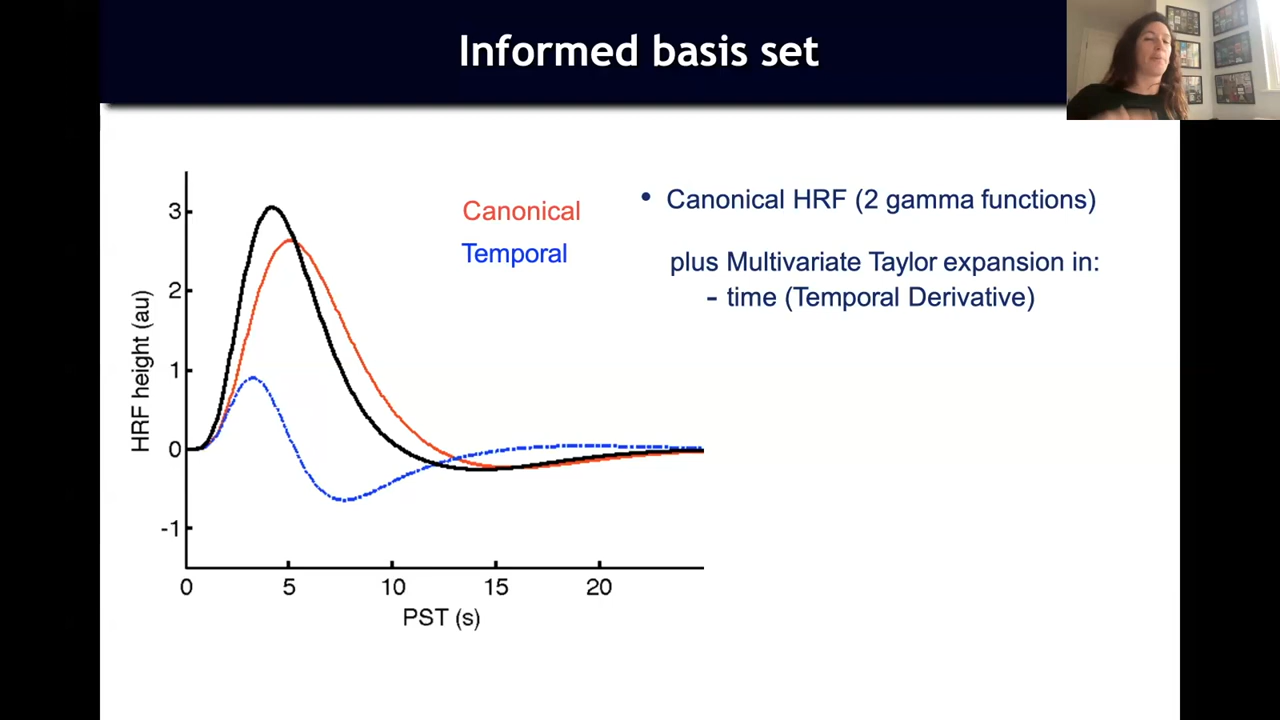 Informed basis set
Canonical
Temporal
• Canonical HRF (2 gamma functions)
plus Multivariate Taylor expansion in:
- time (Temporal Derivative)
HRF height (au)
3
2
1
0
-1
0 5 10 15 20
PST (s)